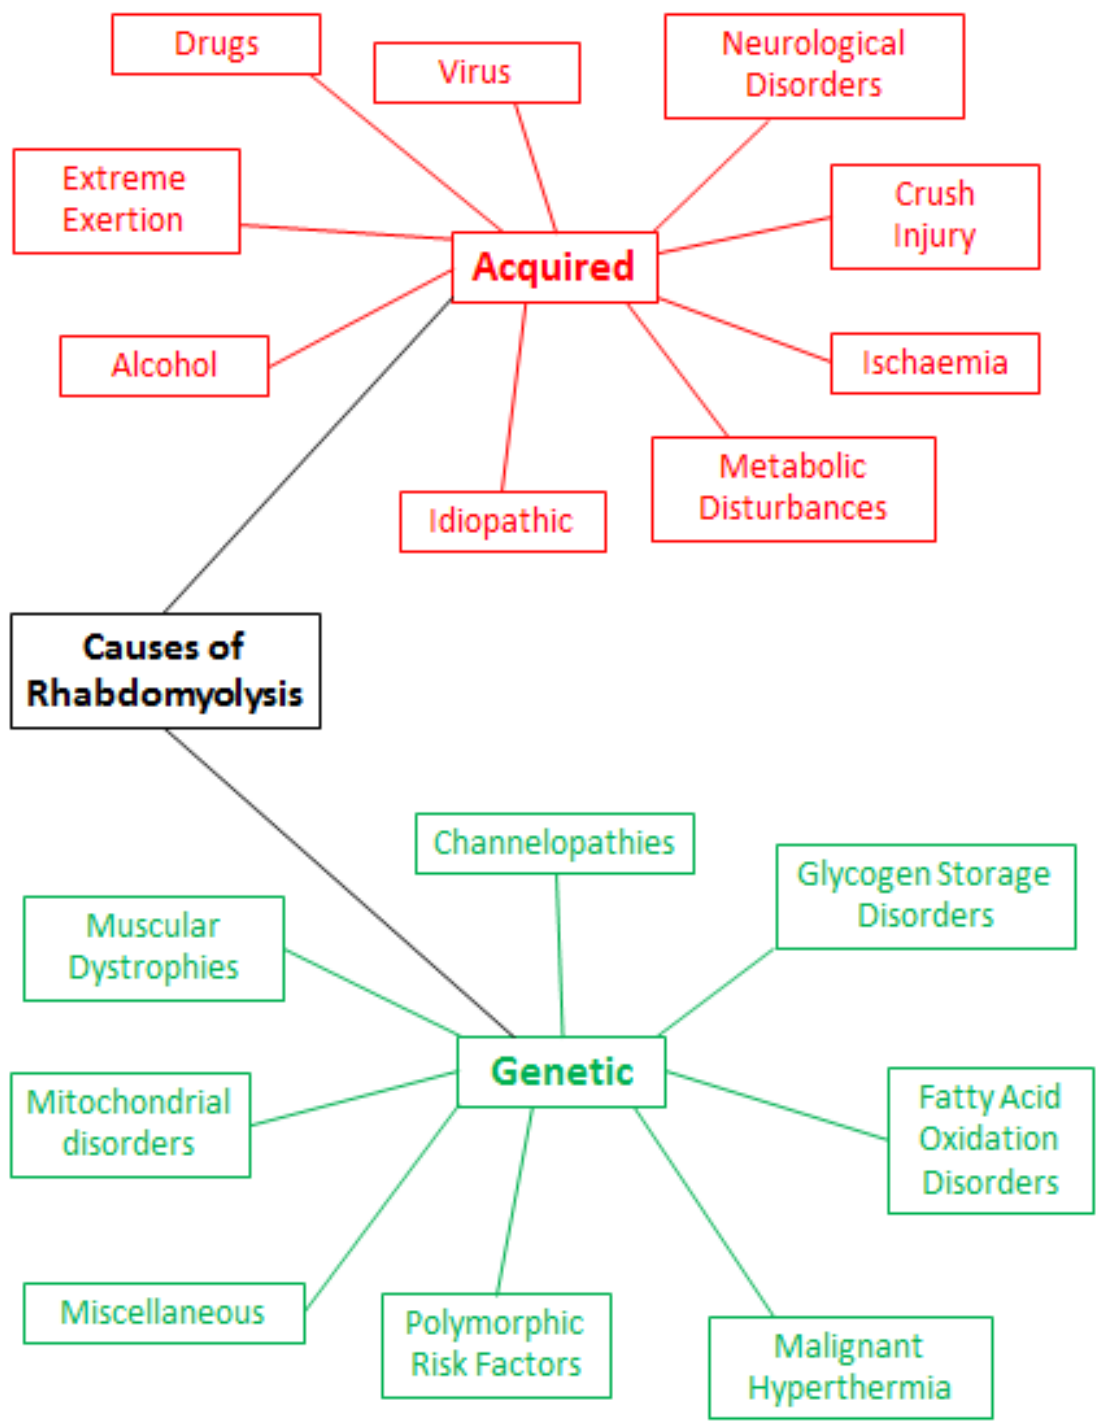 Drugs
Virus
Neurological
Disorders
Extreme
Exertion
Crush
Injury
Acquired
Alcohol
Ischaemia
Metabolic
Disturbances
Idiopathic
Causes of
Rhabdomyolysis
Channelopathies
Glycogen Storage
Disorders
Muscular
Dystrophies
Genetic
Mitochondrial
disorders
Fatty Acid
Oxidation
Disorders
Miscellaneous
Polymorphic
Risk Factors
Malignant
Hyperthermia